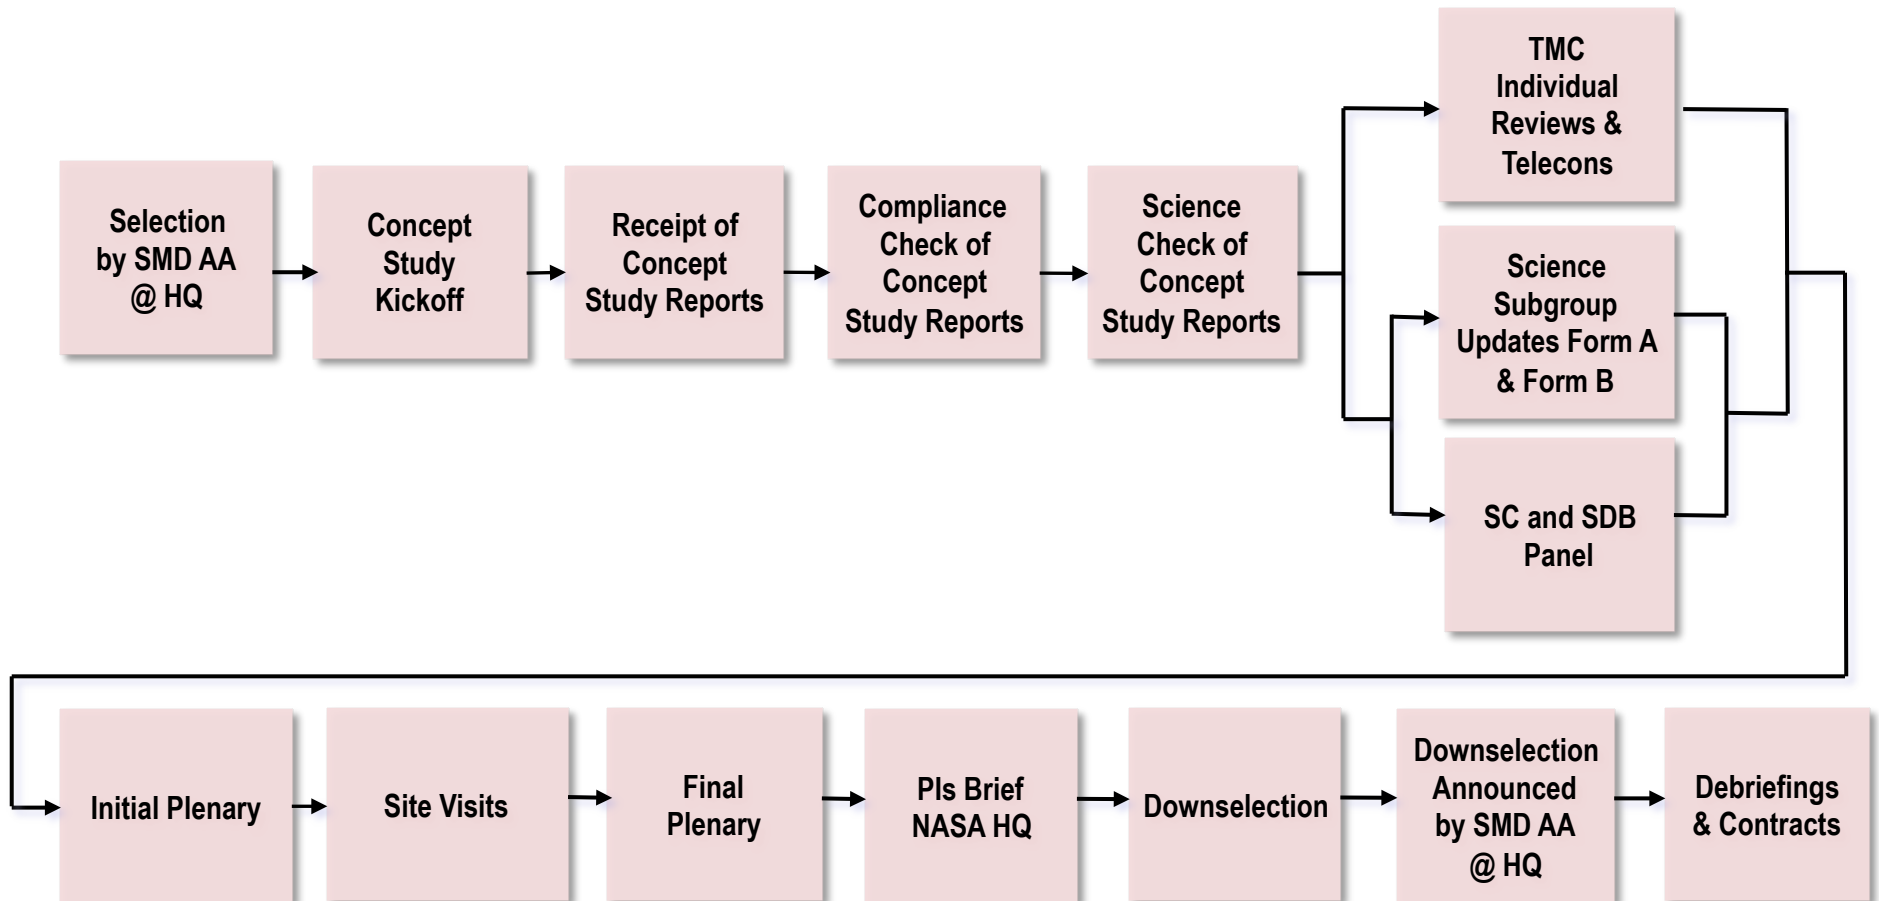 Selection
by SMD AA
@ HQ
Concept
Study
Kickoff
Receipt of
Concept
Study Reports
Compliance
Check of
Concept
Study Reports
Science
Check of
Concept
Study Reports
TMC
Individual
Reviews &
Telecons
Science
Subgroup
Updates Form A
& Form B
SC and SDB
Panel
Initial Plenary
Site Visits
Final
Plenary
PIs Brief
NASA HQ
Downselection
Downselection
Announced
by SMD AA
@ HQ
Debriefings
& Contracts